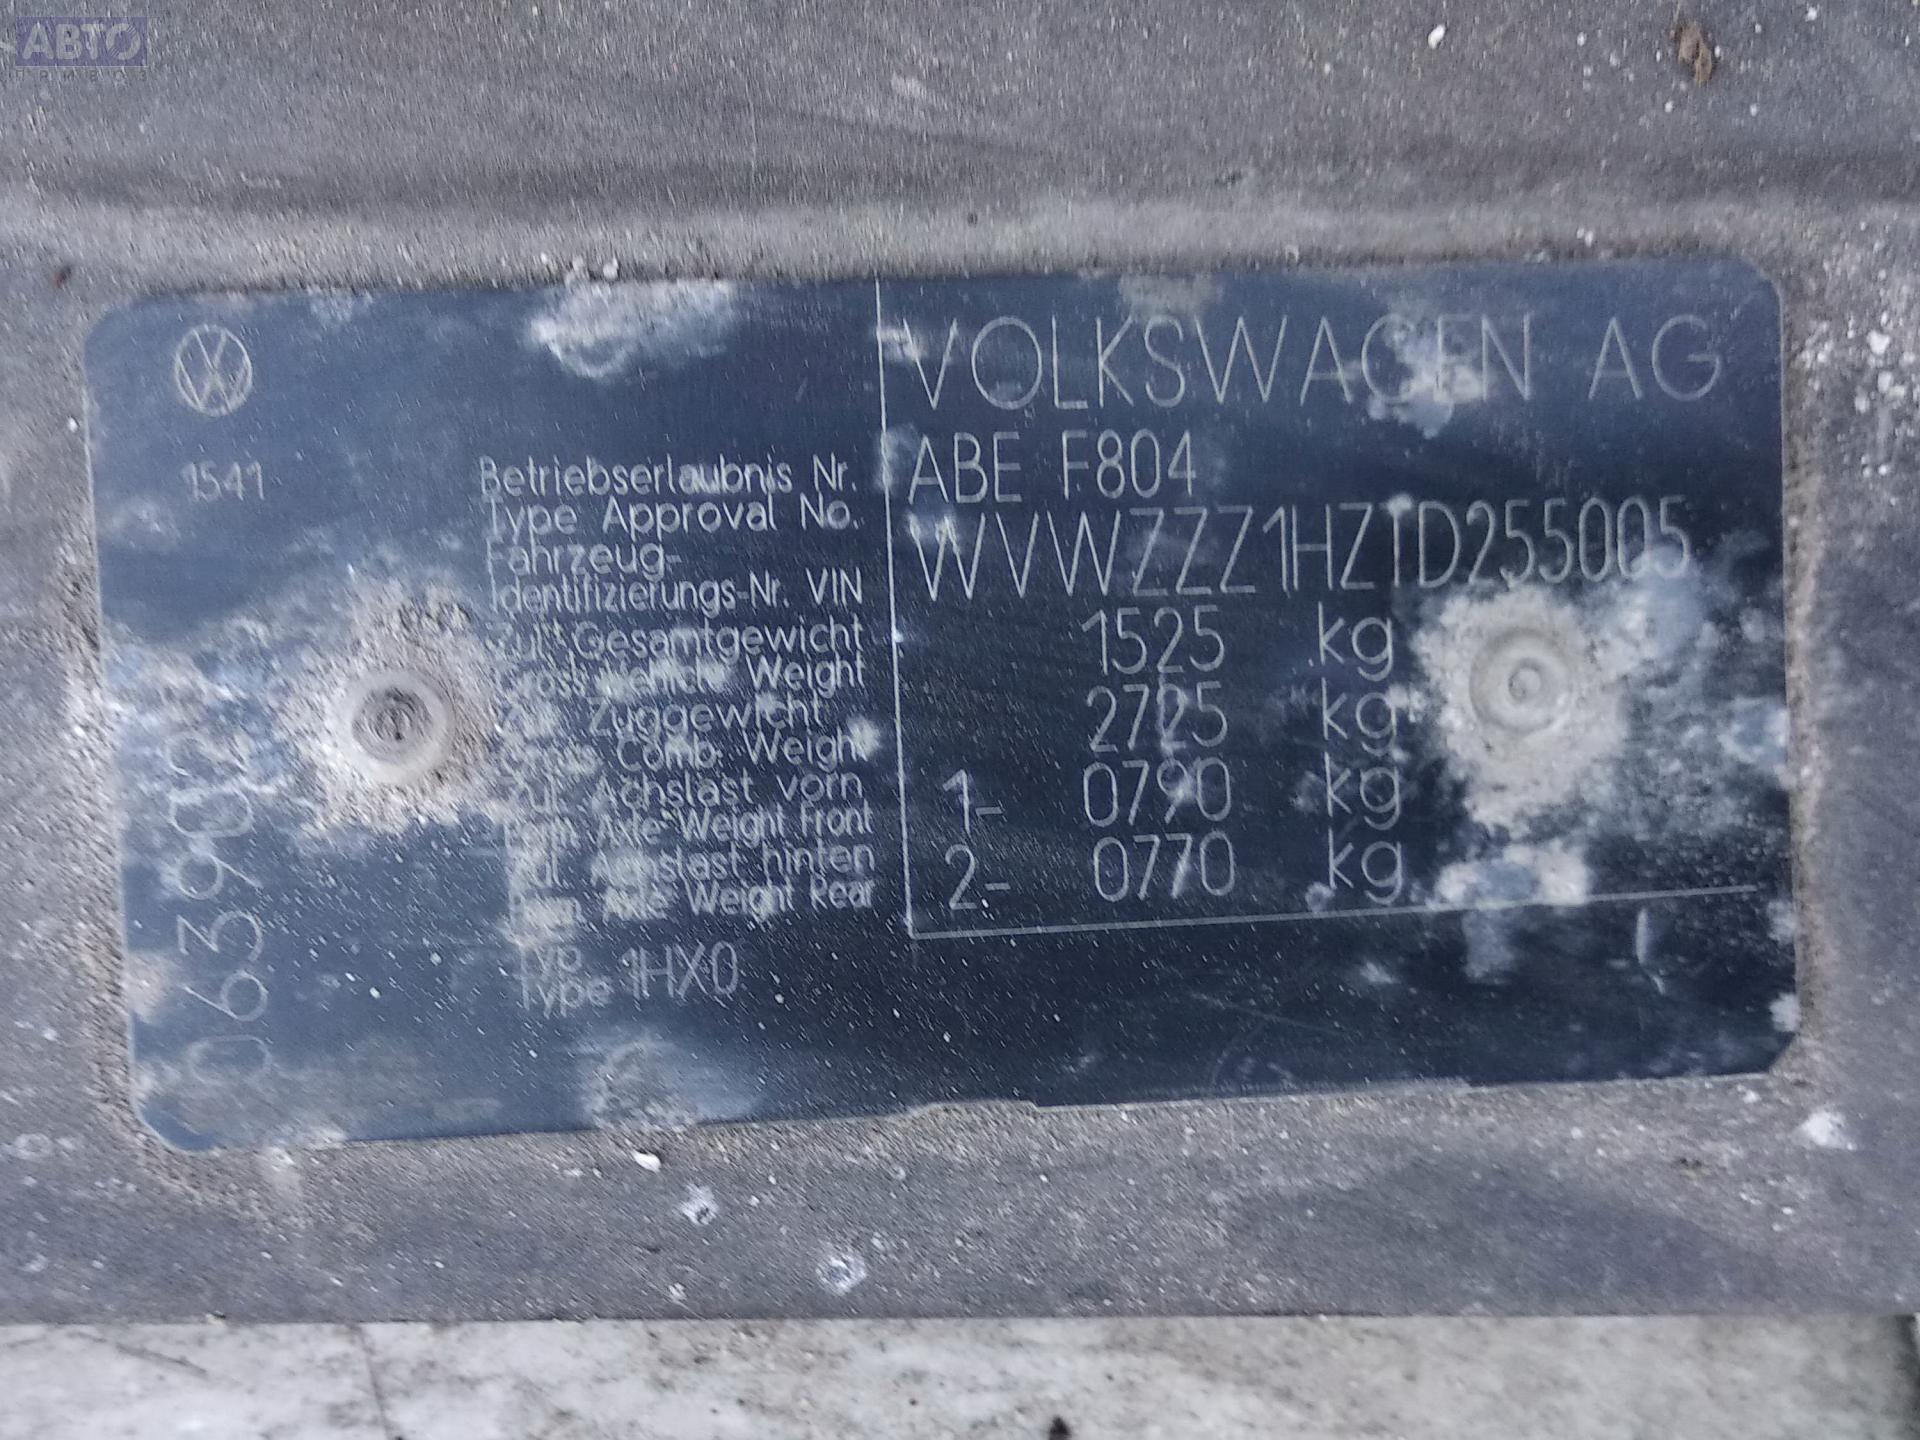 АВТО
ПРИВОЗ
VOLKSWAGEN AG
1541
Betriebserlaubnis Nr. ABE F804
Type Approval No.
Fahrzeug- WVWZZZ1HZTD255005
Identifizierungs-Nr. VIN
Zul. Gesamtgewicht 1525 kg
Gross Vehicle Weight
Zul. Zuggewicht 2725 kg
Gross Comb. Weight
Zul. Achslast vorn 1- 0790 kg
Perm. Axle Weight Front
Zul. Achslast hinten 2- 0770 kg
Perm. Axle Weight Rear
Typ
Type 1HX0